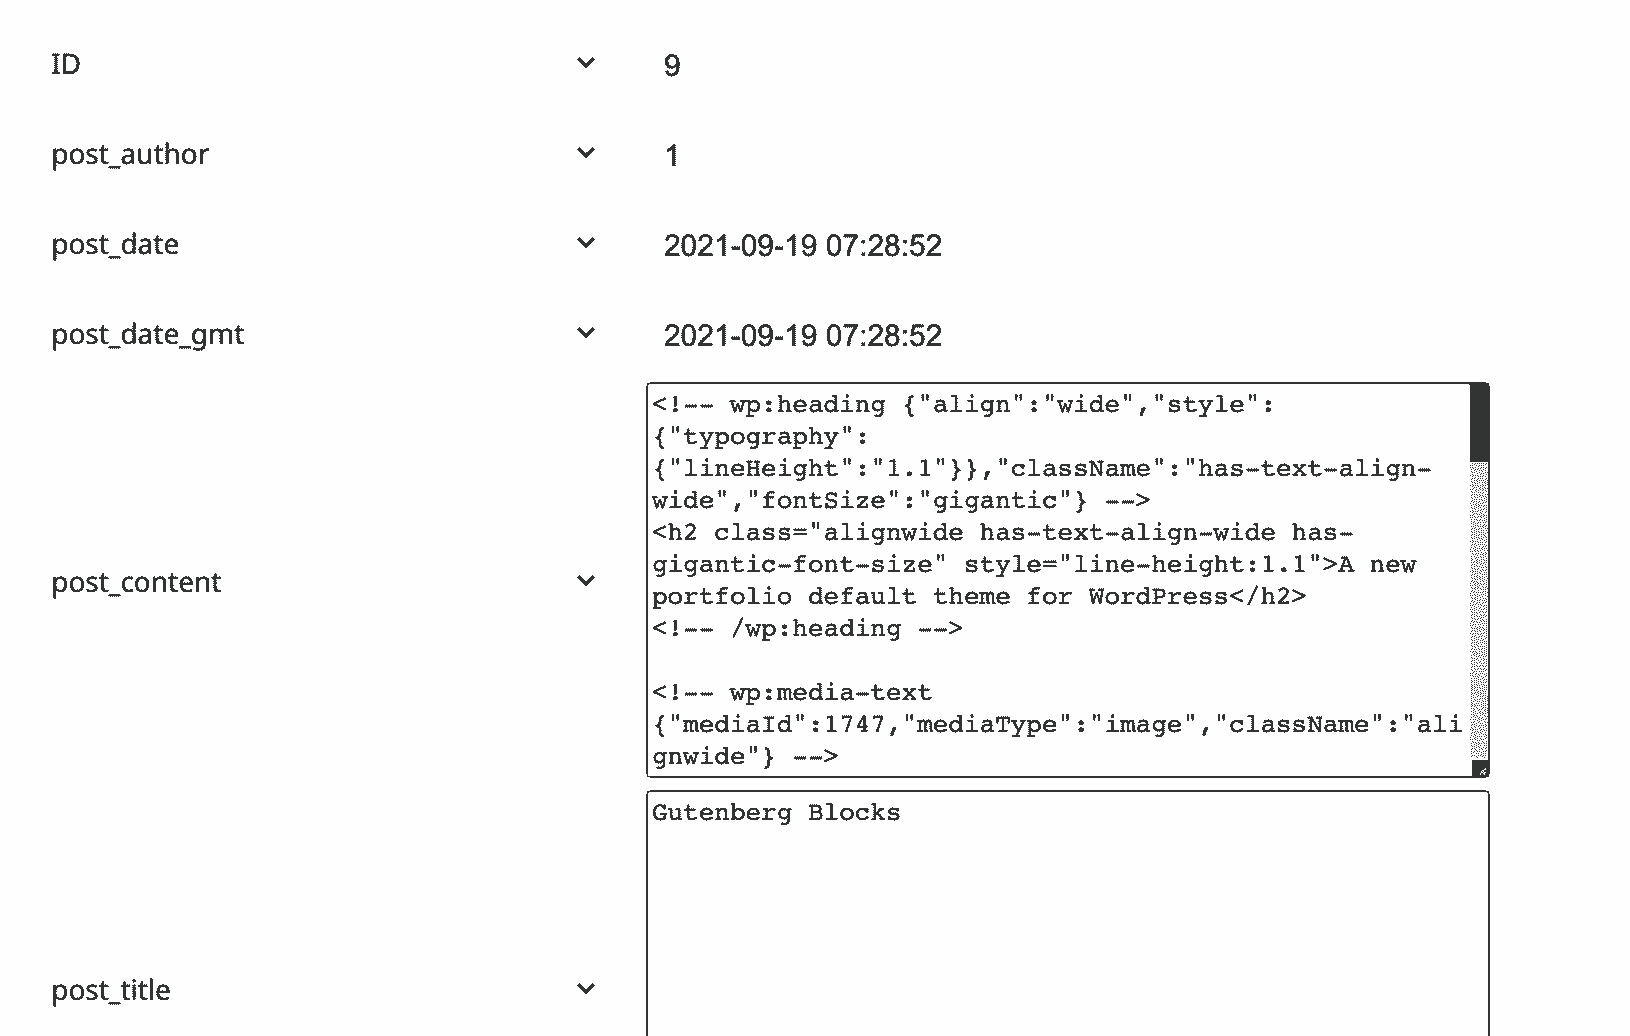 ID 9
post_author 1
post_date 2021-09-19 07:28:52
post_date_gmt 2021-09-19 07:28:52
post_content
<!-- wp:heading {"align":"wide","style":
{"typography":
{"lineHeight":"1.1"}},"className":"has-text-align-
wide","fontSize":"gigantic"} -->
<h2 class="alignwide has-text-align-wide has-
gigantic-font-size" style="line-height:1.1">A new
portfolio default theme for WordPress</h2>
<!-- /wp:heading -->
<!-- wp:media-text
{"mediaId":1747,"mediaType":"image","className":"ali
gnwide"} -->
post_title
Gutenberg Blocks